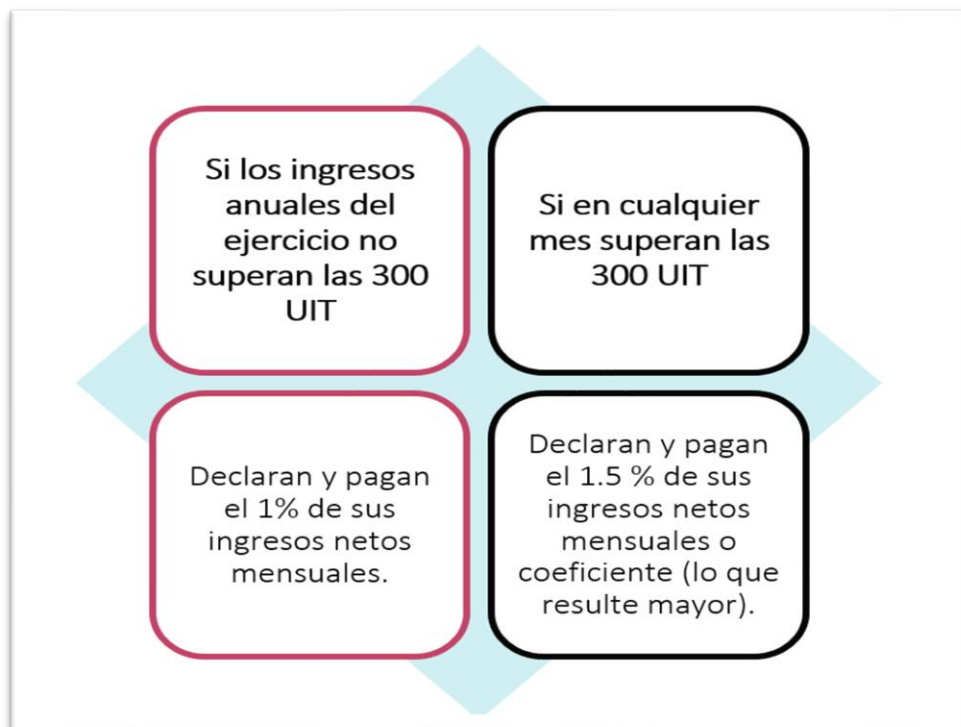 Si los ingresos
anuales del
ejercicio no
superan las 300
UIT
Si en cualquier
mes superan las
300 UIT
Declaran y pagan
el 1% de sus
ingresos netos
mensuales.
Declaran y pagan
el 1.5 % de sus
ingresos netos
mensuales o
coeficiente (lo que
resulte mayor).